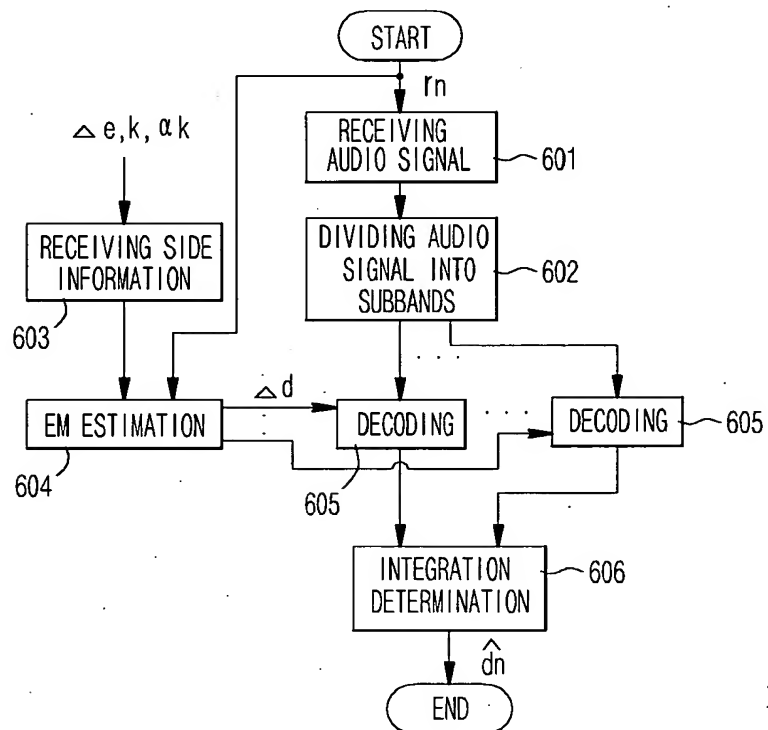 START
rn
△ e,k, αk
RECEIVING
AUDIO SIGNAL
601
RECEIVING SIDE
INFORMATION
603
DIVIDING AUDIO
SIGNAL INTO
SUBBANDS
602
. . .
EM ESTIMATION
604
△ d
DECODING
605
. . .
DECODING
605
INTEGRATION
DETERMINATION
606
d̂n
END